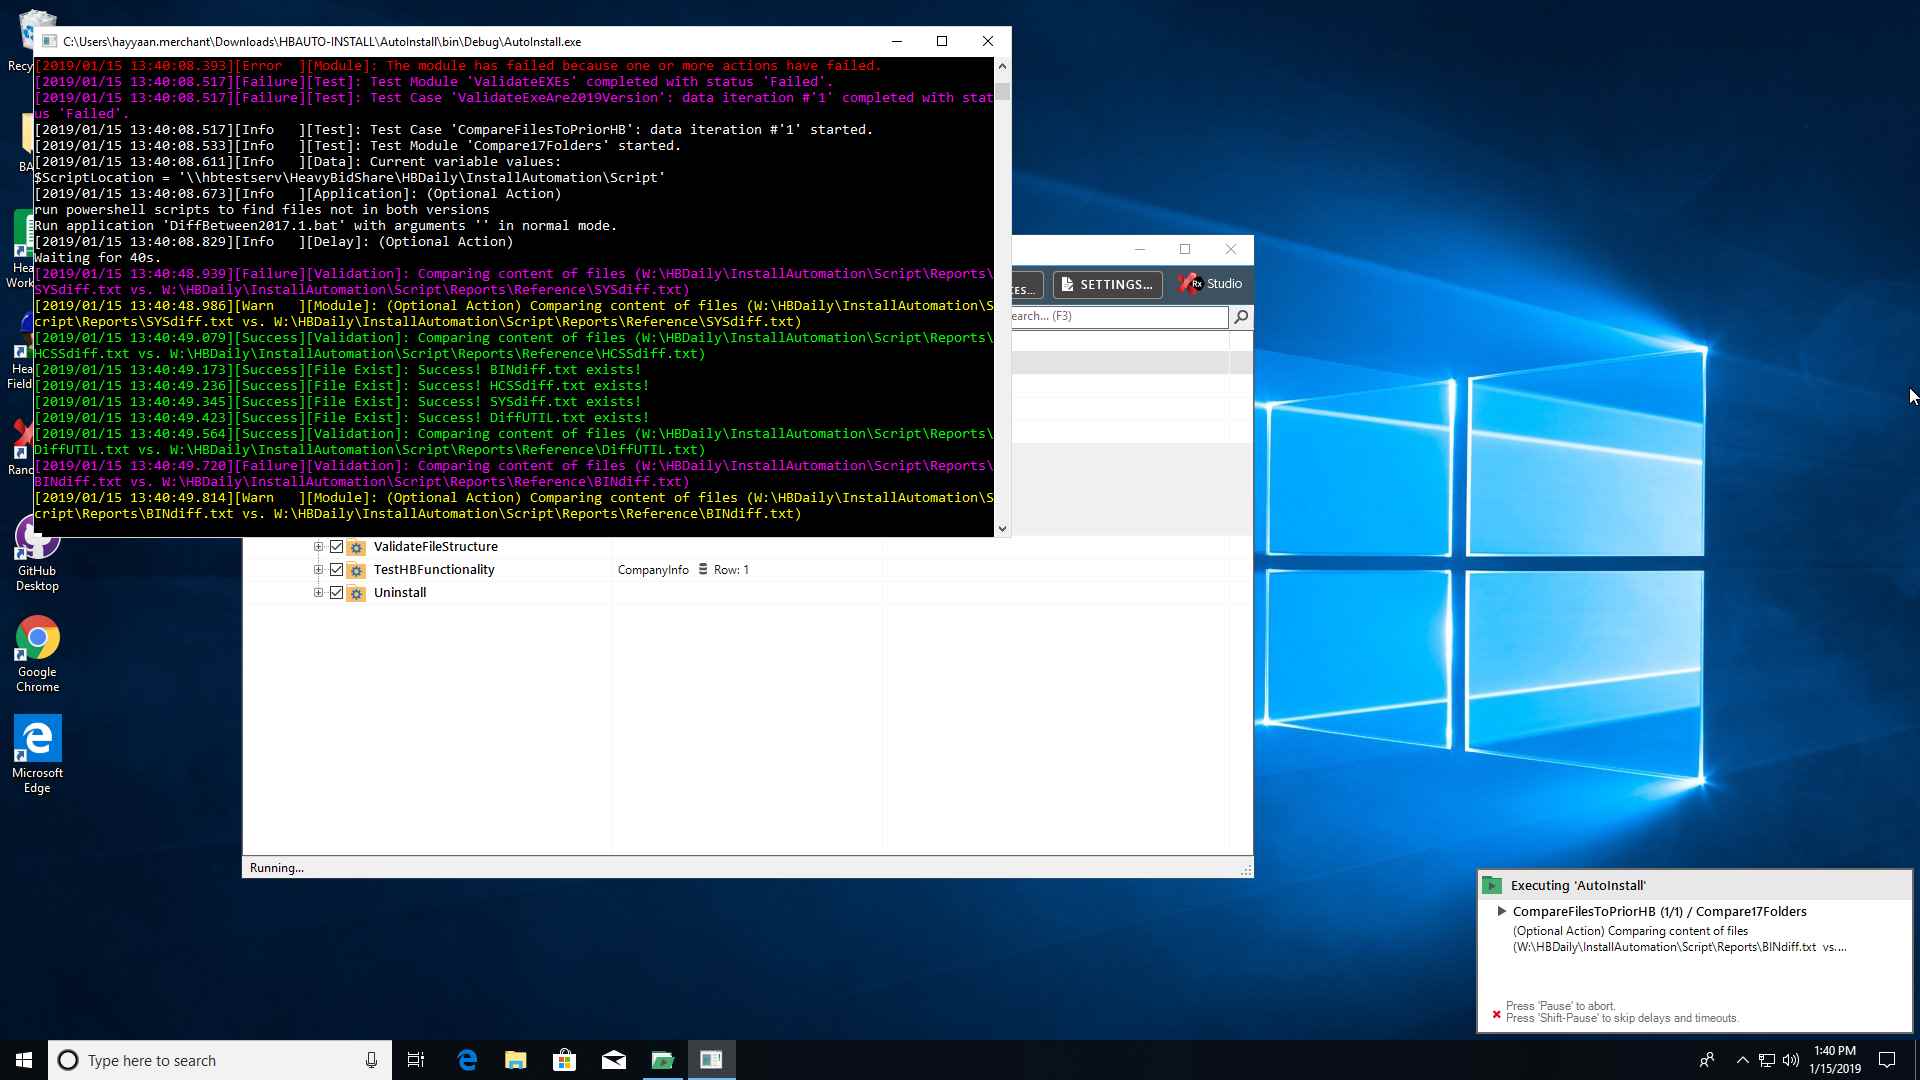 Recy
BA
Hea
Work
Hea
Field
Rand
GitHub
Desktop
Google
Chrome
Microsoft
Edge
C:\Users\hayyaan.merchant\Downloads\HBAUTO-INSTALL\AutoInstall\bin\Debug\AutoInstall.exe
[2019/01/15 13:40:08.393][Error  ][Module]: The module has failed because one or more actions have failed.
[2019/01/15 13:40:08.517][Failure][Test]: Test Module 'ValidateEXEs' completed with status 'Failed'.
[2019/01/15 13:40:08.517][Failure][Test]: Test Case 'ValidateExeAre2019Version': data iteration #'1' completed with stat
us 'Failed'.
[2019/01/15 13:40:08.517][Info   ][Test]: Test Case 'CompareFilesToPriorHB': data iteration #'1' started.
[2019/01/15 13:40:08.533][Info   ][Test]: Test Module 'Compare17Folders' started.
[2019/01/15 13:40:08.611][Info   ][Data]: Current variable values:
$ScriptLocation = '\\hbtestserv\HeavyBidShare\HBDaily\InstallAutomation\Script'
[2019/01/15 13:40:08.673][Info   ][Application]: (Optional Action)
run powershell scripts to find files not in both versions
Run application 'DiffBetween2017.1.bat' with arguments ''  in normal mode.
[2019/01/15 13:40:08.829][Info   ][Delay]: (Optional Action)
Waiting for 40s.
[2019/01/15 13:40:48.939][Failure][Validation]: Comparing content of files (W:\HBDaily\InstallAutomation\Script\Reports\
SYSdiff.txt vs. W:\HBDaily\InstallAutomation\Script\Reports\Reference\SYSdiff.txt)
[2019/01/15 13:40:48.986][Warn   ][Module]: (Optional Action) Comparing content of files (W:\HBDaily\InstallAutomation\S
cript\Reports\SYSdiff.txt vs. W:\HBDaily\InstallAutomation\Script\Reports\Reference\SYSdiff.txt)
[2019/01/15 13:40:49.079][Success][Validation]: Comparing content of files (W:\HBDaily\InstallAutomation\Script\Reports\
HCSSdiff.txt vs. W:\HBDaily\InstallAutomation\Script\Reports\Reference\HCSSdiff.txt)
[2019/01/15 13:40:49.173][Success][File Exist]: Success! BINdiff.txt exists!
[2019/01/15 13:40:49.236][Success][File Exist]: Success! HCSSdiff.txt exists!
[2019/01/15 13:40:49.345][Success][File Exist]: Success! SYSdiff.txt exists!
[2019/01/15 13:40:49.423][Success][File Exist]: Success! DiffUTIL.txt exists!
[2019/01/15 13:40:49.564][Success][Validation]: Comparing content of files (W:\HBDaily\InstallAutomation\Script\Reports\
DiffUTIL.txt vs. W:\HBDaily\InstallAutomation\Script\Reports\Reference\DiffUTIL.txt)
[2019/01/15 13:40:49.720][Failure][Validation]: Comparing content of files (W:\HBDaily\InstallAutomation\Script\Reports\
BINdiff.txt vs. W:\HBDaily\InstallAutomation\Script\Reports\Reference\BINdiff.txt)
[2019/01/15 13:40:49.814][Warn   ][Module]: (Optional Action) Comparing content of files (W:\HBDaily\InstallAutomation\S
cript\Reports\BINdiff.txt vs. W:\HBDaily\InstallAutomation\Script\Reports\Reference\BINdiff.txt)
ES... SETTINGS... Rx Studio
earch... (F3)
ValidateFileStructure
TestHBFunctionality CompanyInfo Row: 1
Uninstall
Running...
Executing 'AutoInstall'
CompareFilesToPriorHB (1/1) / Compare17Folders
(Optional Action) Comparing content of files
(W:\HBDaily\InstallAutomation\Script\Reports\BINdiff.txt  vs....
Press 'Pause' to abort.
Press 'Shift-Pause' to skip delays and timeouts.
Type here to search
1:40 PM
1/15/2019